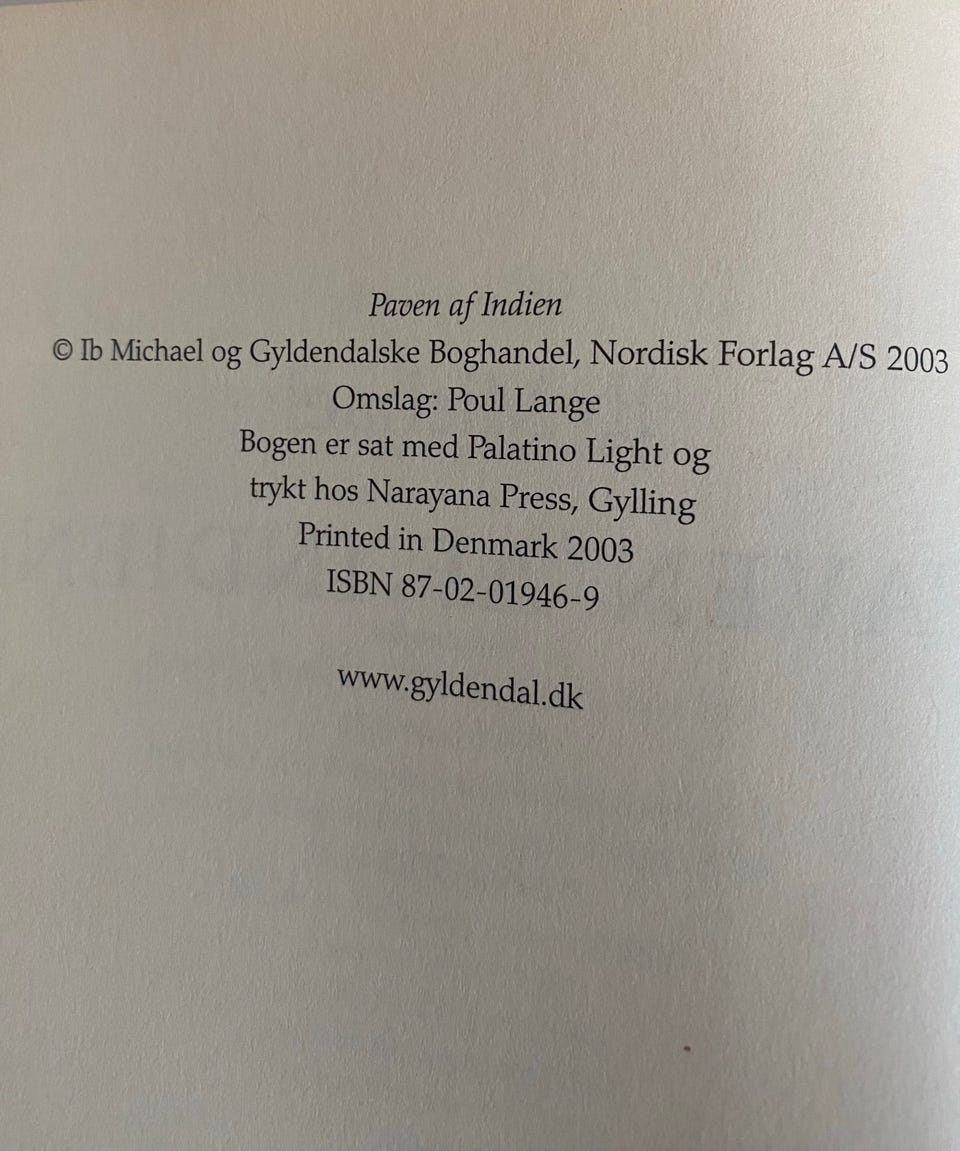 Paven af Indien
© Ib Michael og Gyldendalske Boghandel, Nordisk Forlag A/S 2003
Omslag: Poul Lange
Bogen er sat med Palatino Light og
trykt hos Narayana Press, Gylling
Printed in Denmark 2003
ISBN 87-02-01946-9
www.gyldendal.dk